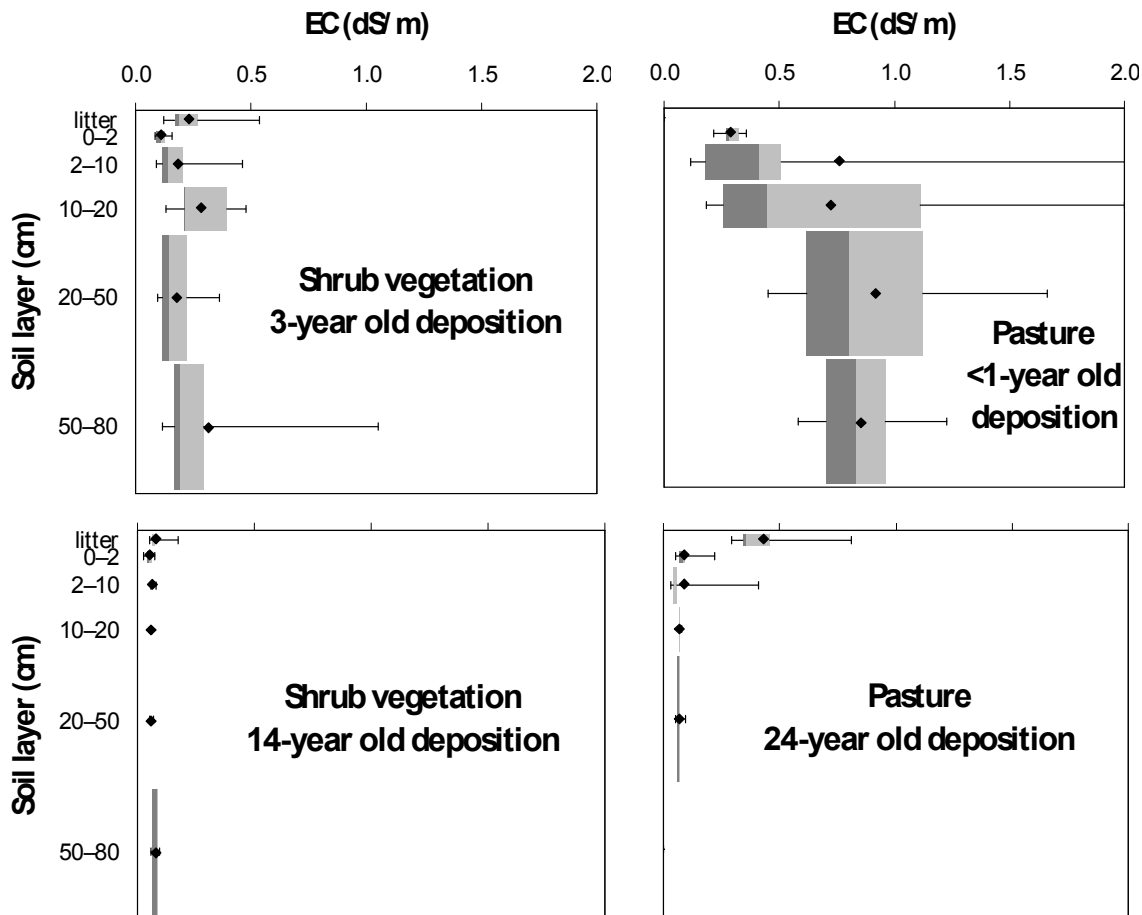 EC (dS/m)
EC (dS/m)
0.0 0.5 1.0 1.5 2.0
0.0 0.5 1.0 1.5 2.0
Soil layer (cm)
litter
0–2
2–10
10–20
20–50
50–80
Shrub vegetation
3-year old deposition
Pasture
<1-year old
deposition
Soil layer (cm)
litter
0–2
2–10
10–20
20–50
50–80
Shrub vegetation
14-year old deposition
Pasture
24-year old deposition